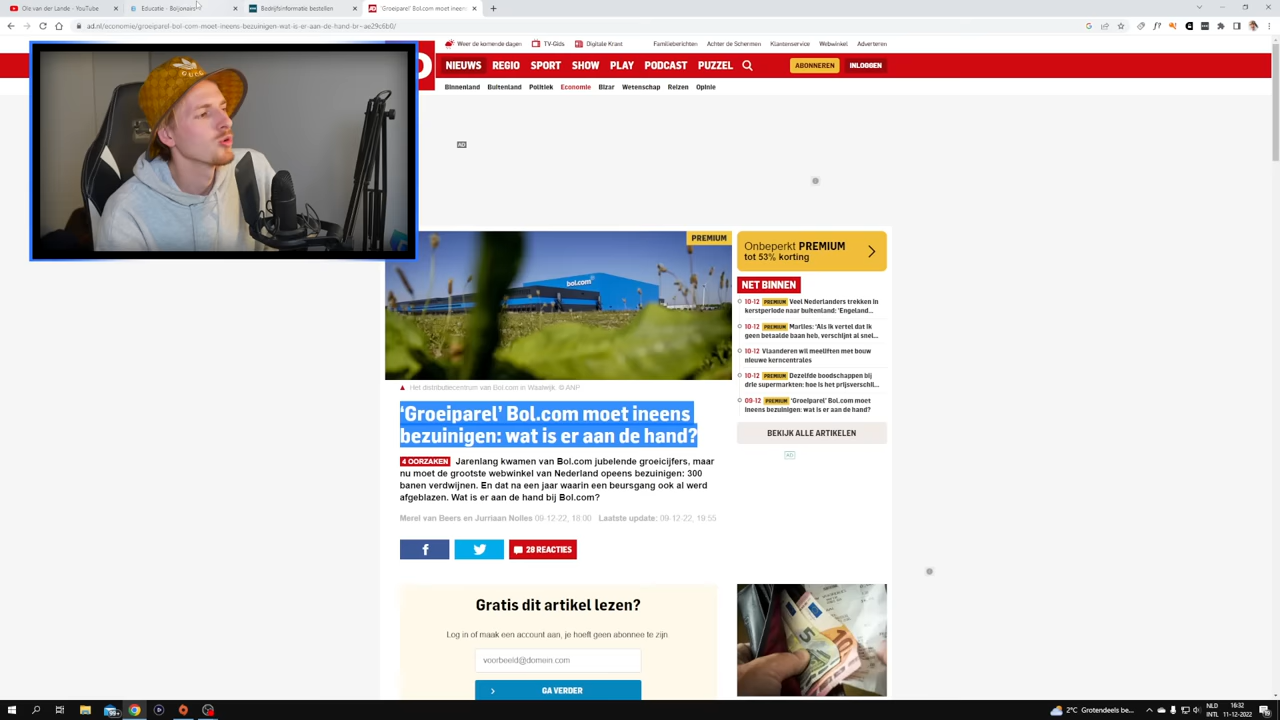 Ole van der Lande - YouTube
Educatie - Boljonairs
Bedrijfsinformatie bestellen
'Groeiparel' Bol.com moet ineens
ad.nl/economie/groeiparel-bol-com-moet-ineens-bezuinigen-wat-is-er-aan-de-hand-br~ae29c6b0/
Weer de komende dagen
TV-Gids
Digitale Krant
Familieberichten
Achter de Schermen
Klantenservice
Webwinkel
Adverteren
NIEUWS REGIO SPORT SHOW PLAY PODCAST PUZZEL
ABONNEREN
INLOGGEN
Binnenland Buitenland Politiek Economie Bizar Wetenschap Reizen Opinie
AD
PREMIUM
bol.com
Het distributiecentrum van Bol.com in Waalwijk. © ANP
'Groeiparel' Bol.com moet ineens
bezuinigen: wat is er aan de hand?
4 OORZAKEN Jarenlang kwamen van Bol.com jubelende groeicijfers, maar
nu moet de grootste webwinkel van Nederland opeens bezuinigen: 300
banen verdwijnen. En dat na een jaar waarin een beursgang ook al werd
afgeblazen. Wat is er aan de hand bij Bol.com?
Merel van Beers en Jurriaan Nolles 09-12-22, 18:00 Laatste update: 09-12-22, 19:55
28 REACTIES
Gratis dit artikel lezen?
Log in of maak een account aan, je hoeft geen abonnee te zijn.
voorbeeld@domein.com
GA VERDER
Onbeperkt PREMIUM
tot 53% korting
NET BINNEN
10-12 PREMIUM Veel Nederlanders trekken in
kerstperiode naar buitenland: 'Engeland...
10-12 PREMIUM Marlies: 'Als ik vertel dat ik
geen betaalde baan heb, verschijnt al snel...
10-12 Vlaanderen wil meeliften met bouw
nieuwe kerncentrales
10-12 PREMIUM Dezelfde boodschappen bij
drie supermarkten: hoe is het prijsverschil...
09-12 PREMIUM 'Groeiparel' Bol.com moet
ineens bezuinigen: wat is er aan de hand?
BEKIJK ALLE ARTIKELEN
AD
2°C Grotendeels be...
NLD
INTL
16:32
11-12-2022